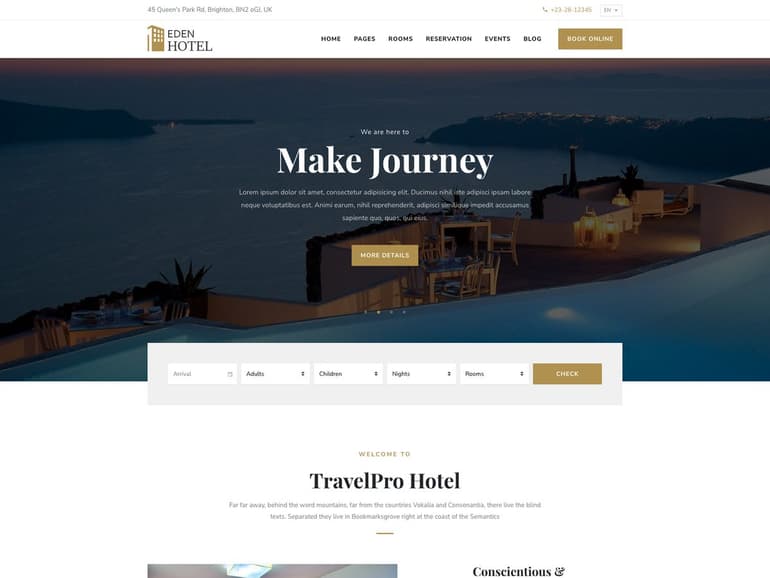 45 Queen's Park Rd, Brighton, BN2 0GJ, UK
+23-28-12345
EN
EDEN
HOTEL
HOME PAGES ROOMS RESERVATION EVENTS BLOG BOOK ONLINE
We are here to
Make Journey
Lorem ipsum dolor sit amet, consectetur adipisicing elit. Ducimus nihil iste adipisci ipsam labore
neque voluptatibus est. Animi earum, nihil reprehenderit, adipisci similique impedit accusamus
sapiente quo, quos, qui eius.
MORE DETAILS
Arrival Adults Children Nights Rooms CHECK
WELCOME TO
TravelPro Hotel
Far far away, behind the word mountains, far from the countries Vokalia and Consonantia, there live the blind
texts. Separated they live in Bookmarksgrove right at the coast of the Semantics
Conscientious &